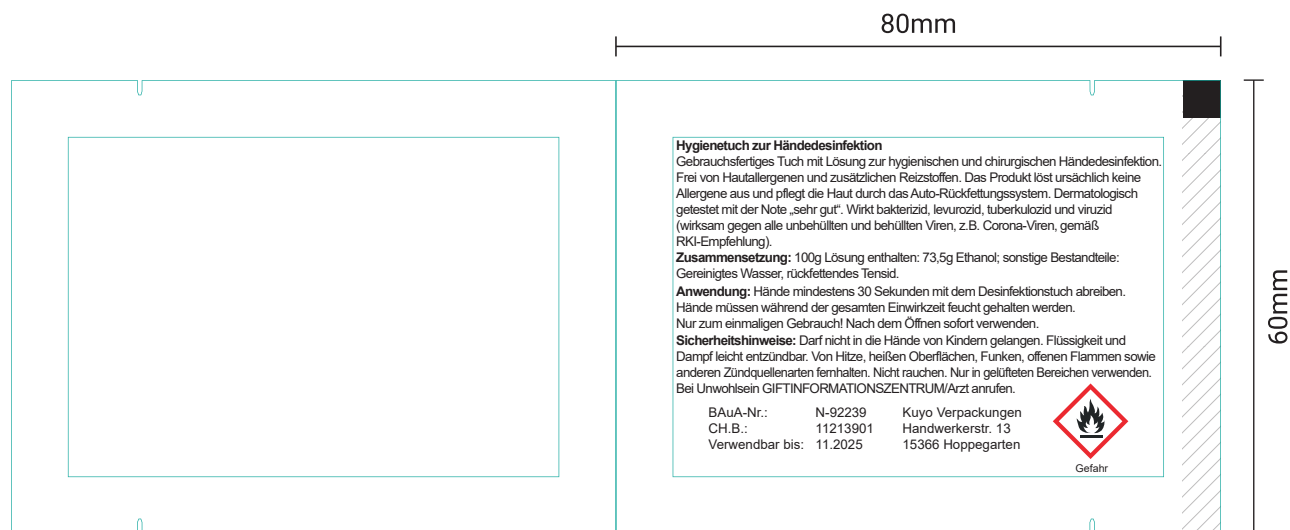 80mm
Hygienetuch zur Händedesinfektion
Gebrauchsfertiges Tuch mit Lösung zur hygienischen und chirurgischen Händedesinfektion.
Frei von Hautallergenen und zusätzlichen Reizstoffen. Das Produkt löst ursächlich keine
Allergene aus und pflegt die Haut durch das Auto-Rückfettungssystem. Dermatologisch
getestet mit der Note „sehr gut“. Wirkt bakterizid, levurozid, tuberkulozid und viruzid
(wirksam gegen alle unbehüllten und behüllten Viren, z.B. Corona-Viren, gemäß
RKI-Empfehlung).
Zusammensetzung: 100g Lösung enthalten: 73,5g Ethanol; sonstige Bestandteile:
Gereinigtes Wasser, rückfettendes Tensid.
Anwendung: Hände mindestens 30 Sekunden mit dem Desinfektionstuch abreiben.
Hände müssen während der gesamten Einwirkzeit feucht gehalten werden.
Nur zum einmaligen Gebrauch! Nach dem Öffnen sofort verwenden.
Sicherheitshinweise: Darf nicht in die Hände von Kindern gelangen. Flüssigkeit und
Dampf leicht entzündbar. Von Hitze, heißen Oberflächen, Funken, offenen Flammen sowie
anderen Zündquellenarten fernhalten. Nicht rauchen. Nur in gelüfteten Bereichen verwenden.
Bei Unwohlsein GIFTINFORMATIONSZENTRUM/Arzt anrufen.
BAuA-Nr.: N-92239 Kuyo Verpackungen
CH.B.: 11213901 Handwerkerstr. 13
Verwendbar bis: 11.2025 15366 Hoppegarten
Gefahr
60mm